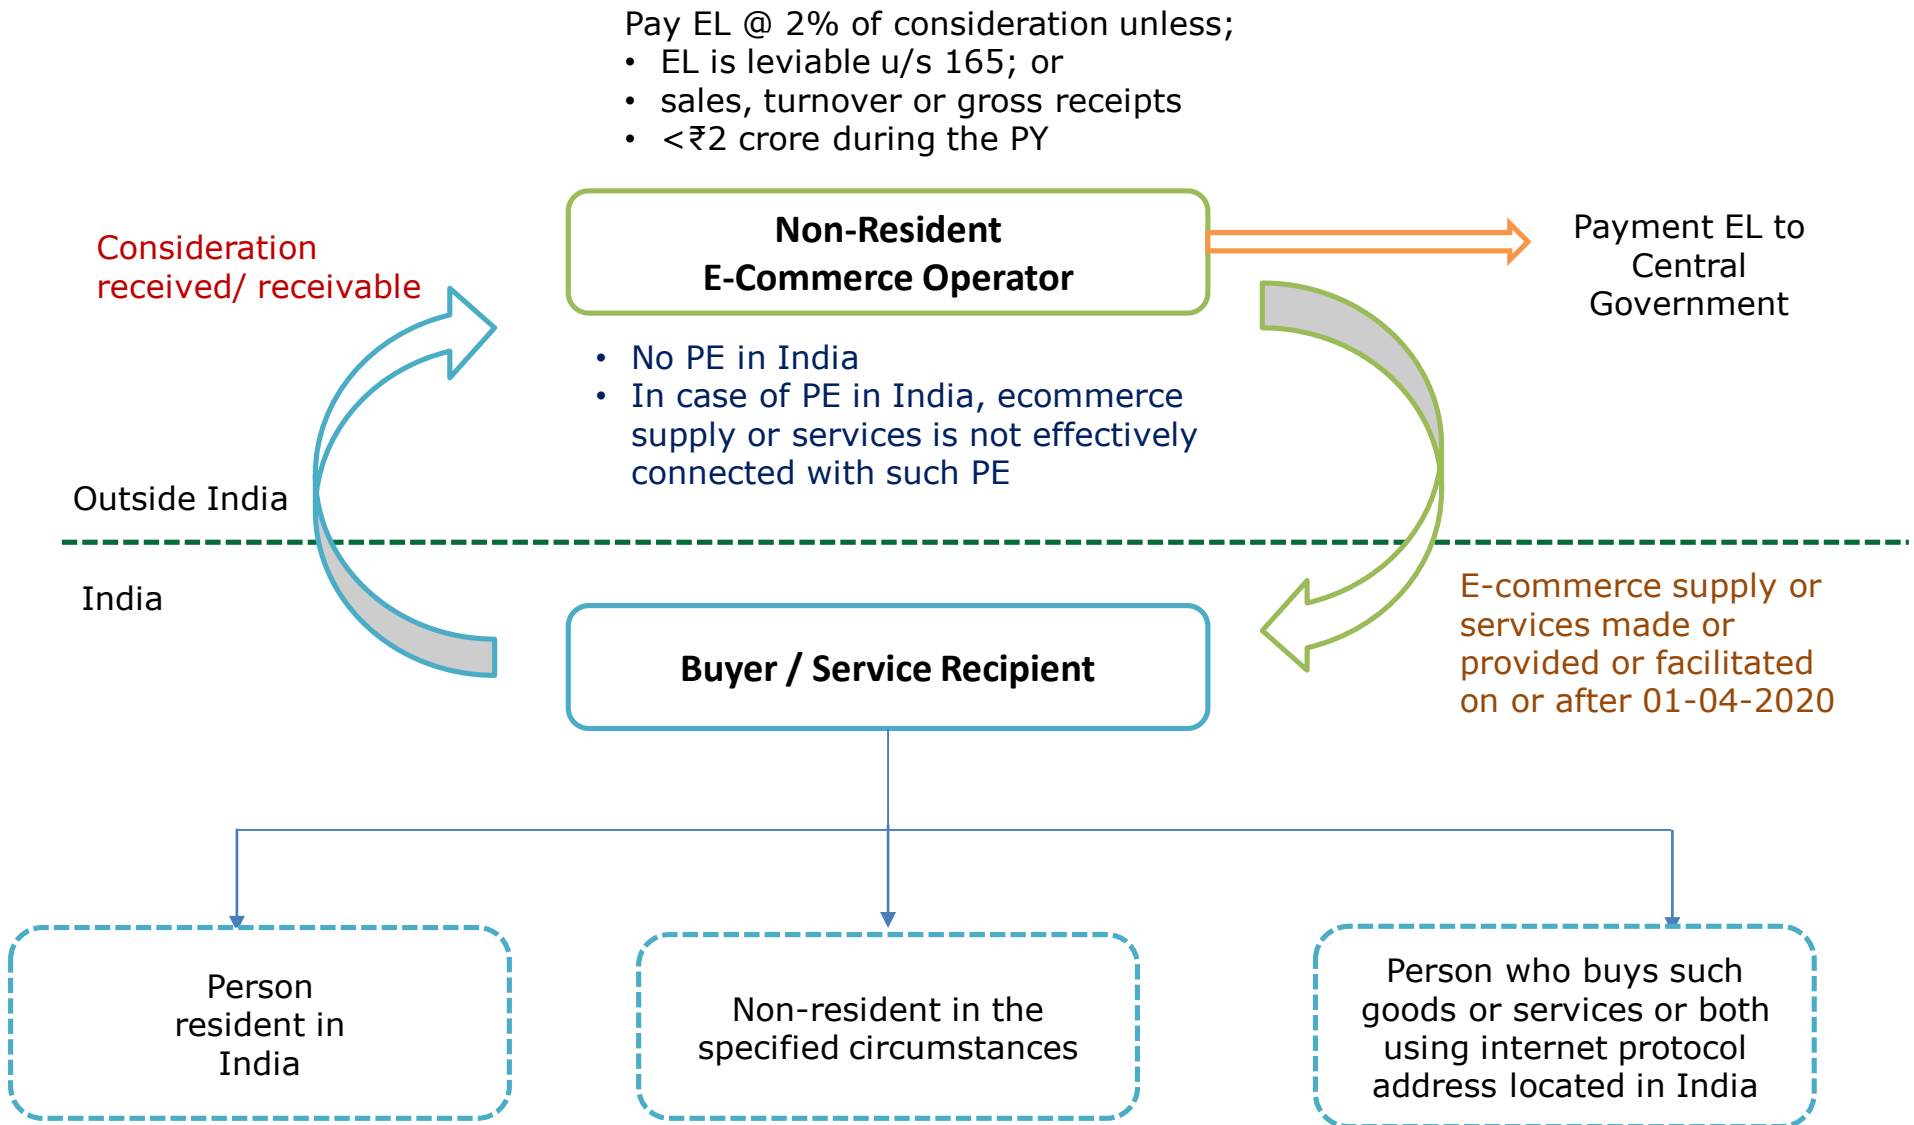 Pay EL @ 2% of consideration unless;
• EL is leviable u/s 165; or
• sales, turnover or gross receipts
• <₹2 crore during the PY
Non-Resident
E-Commerce Operator
Payment EL to
Central
Government
Consideration
received/ receivable
• No PE in India
• In case of PE in India, ecommerce
supply or services is not effectively
connected with such PE
Outside India
India
E-commerce supply or
services made or
provided or facilitated
on or after 01-04-2020
Buyer / Service Recipient
Person
resident in
India
Non-resident in the
specified circumstances
Person who buys such
goods or services or both
using internet protocol
address located in India